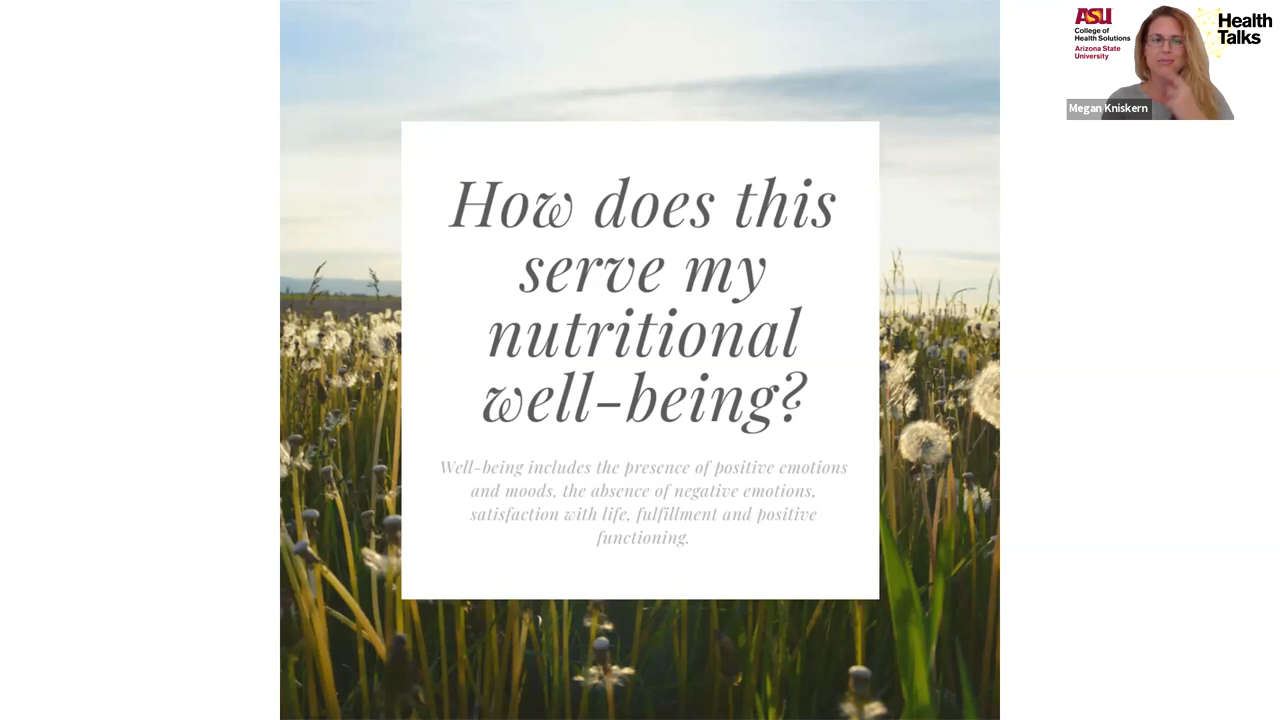 How does this
serve my
nutritional
well-being?
Well-being includes the presence of positive emotions
and moods, the absence of negative emotions,
satisfaction with life, fulfillment and positive
functioning.
ASU
College of
Health Solutions
Arizona State
University
Health
Talks
Megan Kniskern